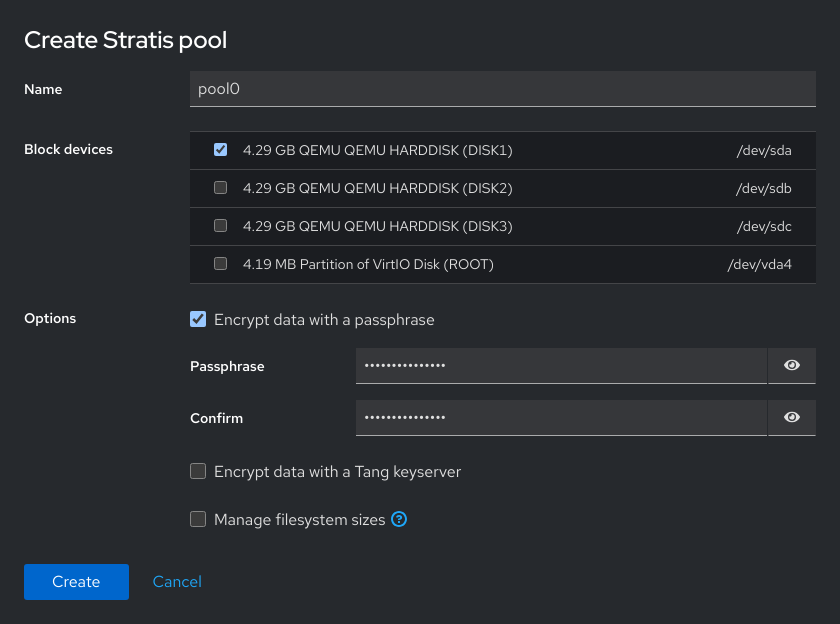 Create Stratis pool
Name
pool0
Block devices
4.29 GB QEMU QEMU HARDDISK (DISK1) /dev/sda
4.29 GB QEMU QEMU HARDDISK (DISK2) /dev/sdb
4.29 GB QEMU QEMU HARDDISK (DISK3) /dev/sdc
4.19 MB Partition of VirtIO Disk (ROOT) /dev/vda4
Options
Encrypt data with a passphrase
Passphrase •••••••••••••••
Confirm •••••••••••••••
Encrypt data with a Tang keyserver
Manage filesystem sizes ?
Create Cancel